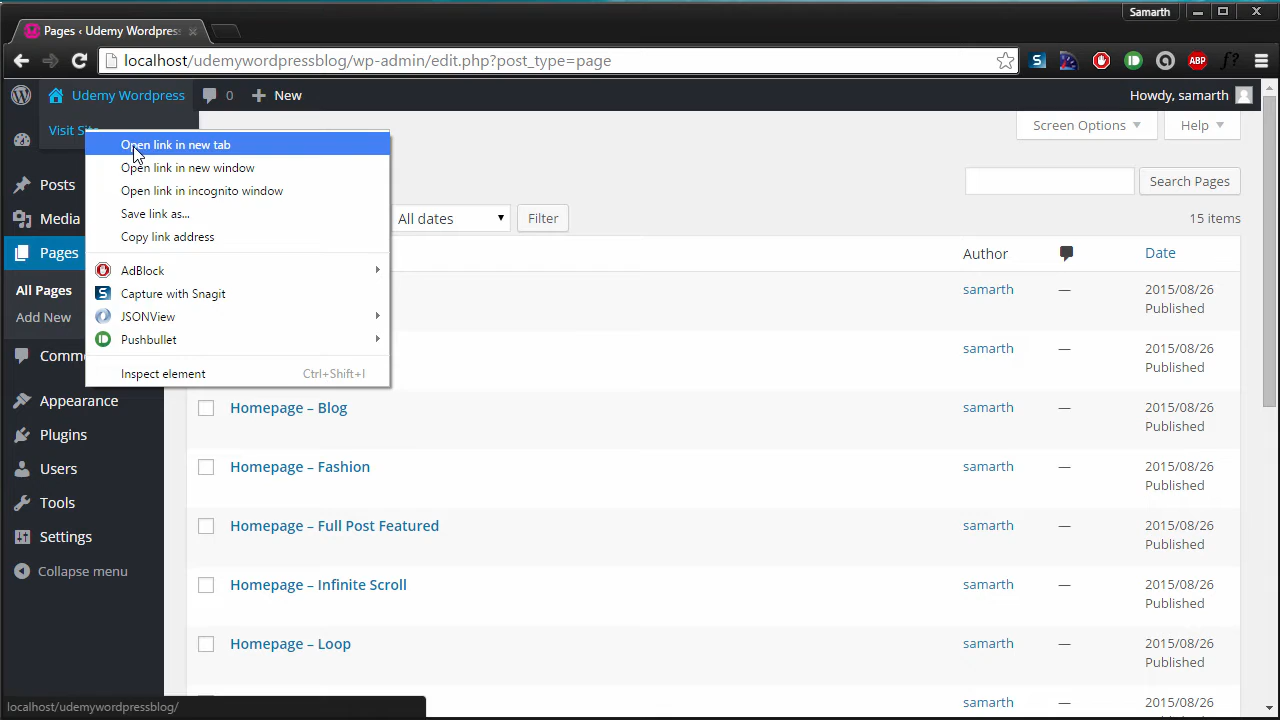 Samarth
Pages ‹ Udemy Wordpress
localhost/udemywordpressblog/wp-admin/edit.php?post_type=page
Udemy Wordpress
0
New
Howdy, samarth
Visit Site
Screen Options
Help
Open link in new tab
Open link in new window
Open link in incognito window
Save link as...
Copy link address
AdBlock
Capture with Snagit
JSONView
Pushbullet
Inspect element Ctrl+Shift+I
Posts
Media
Pages
All Pages
Add New
Appearance
Plugins
Users
Tools
Settings
Collapse menu
Search Pages
All dates
Filter
15 items
Author
Date
samarth — 2015/08/26
Published
samarth — 2015/08/26
Published
Homepage – Blog samarth — 2015/08/26
Published
Homepage – Fashion samarth — 2015/08/26
Published
Homepage – Full Post Featured samarth — 2015/08/26
Published
Homepage – Infinite Scroll samarth — 2015/08/26
Published
Homepage – Loop samarth — 2015/08/26
Published
samarth — 2015/08/26
localhost/udemywordpressblog/